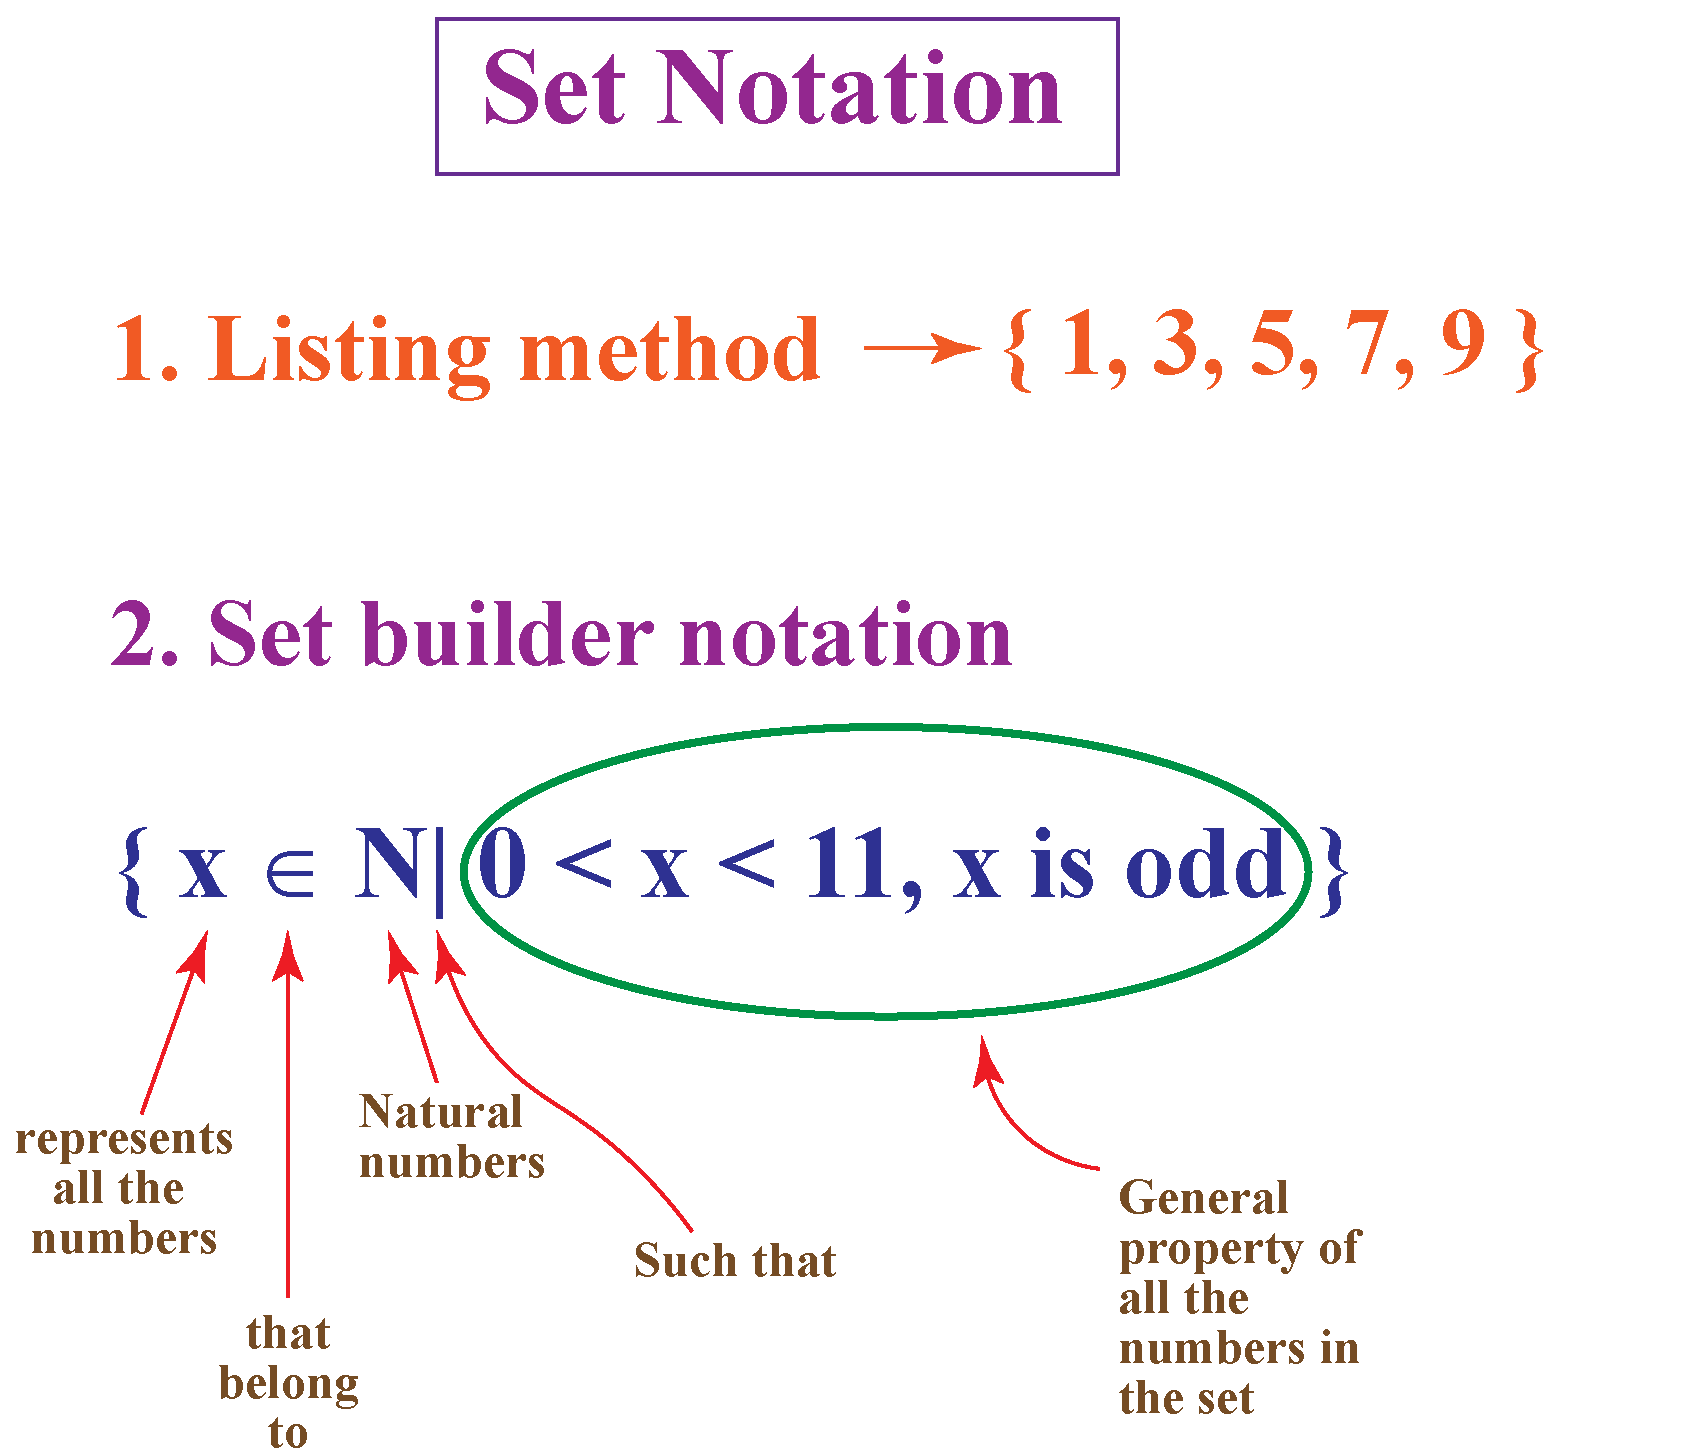 Set Notation
1. Listing method → { 1, 3, 5, 7, 9 }
2. Set builder notation
{ x ∈ N| 0 < x < 11, x is odd }
represents
all the
numbers
that
belong
to
Natural
numbers
Such that
General
property of
all the
numbers in
the set